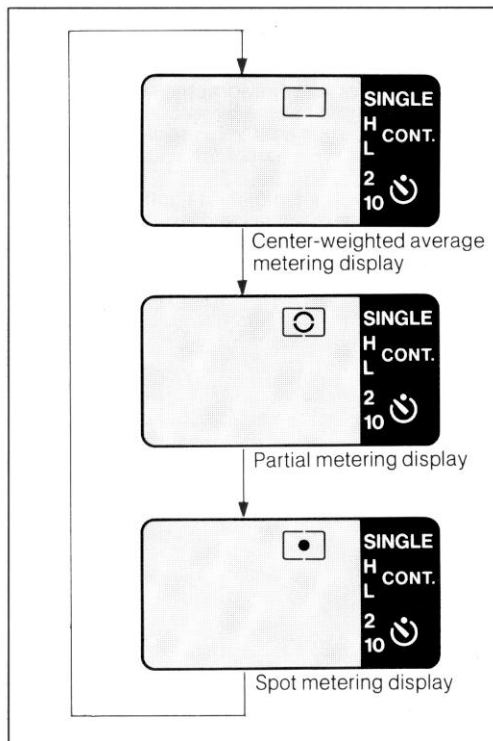 SINGLE
H
CONT.
L
2
10
Center-weighted average
metering display
SINGLE
H
CONT.
L
2
10
Partial metering display
SINGLE
H
CONT.
L
2
10
Spot metering display